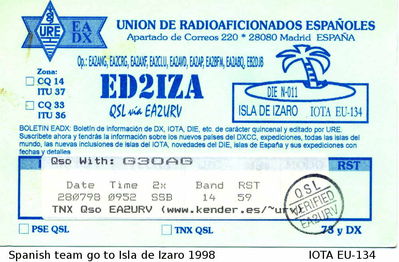 URE
EA
DX
UNION DE RADIOAFICIONADOS ESPAÑOLES
Apartado de Correos 220 * 28080 Madrid ESPAÑA
Op.: EA2ANG, EA2CRG, EA2AXF, EA2CLU, EA2AVD, EA2AP, EA2BFM, EA2ABQ, EB2DJB
Zona:
CQ 14
ITU 37
CQ 33
ITU 36
ED2IZA
QSL via EA2URV
DIE N-011
ISLA DE IZARO IOTA EU-134
BOLETIN EADX: Boletín de información de DX, IOTA, DIE, etc. de carácter quincenal y editado por URE.
Suscríbete ahora y tendrás la información sobre los nuevos países del DXCC, expediciones, todas las islas del
mundo, las nuevas inclusiones de islas IOTA, novedades del DIE, islas de España y sus expediciones
con fechas y detalles.
Qso With: G3OAG
RST
Date Time 2x Band RST
280798 0952 SSB 14 59
TNX Qso EA2URV (www.kender.es/~urv)
QSL
VERIFIED
EA2URV
PSE QSL
TNX QSL
73 y DX
Spanish team go to Isla de Izaro 1998 IOTA EU-134